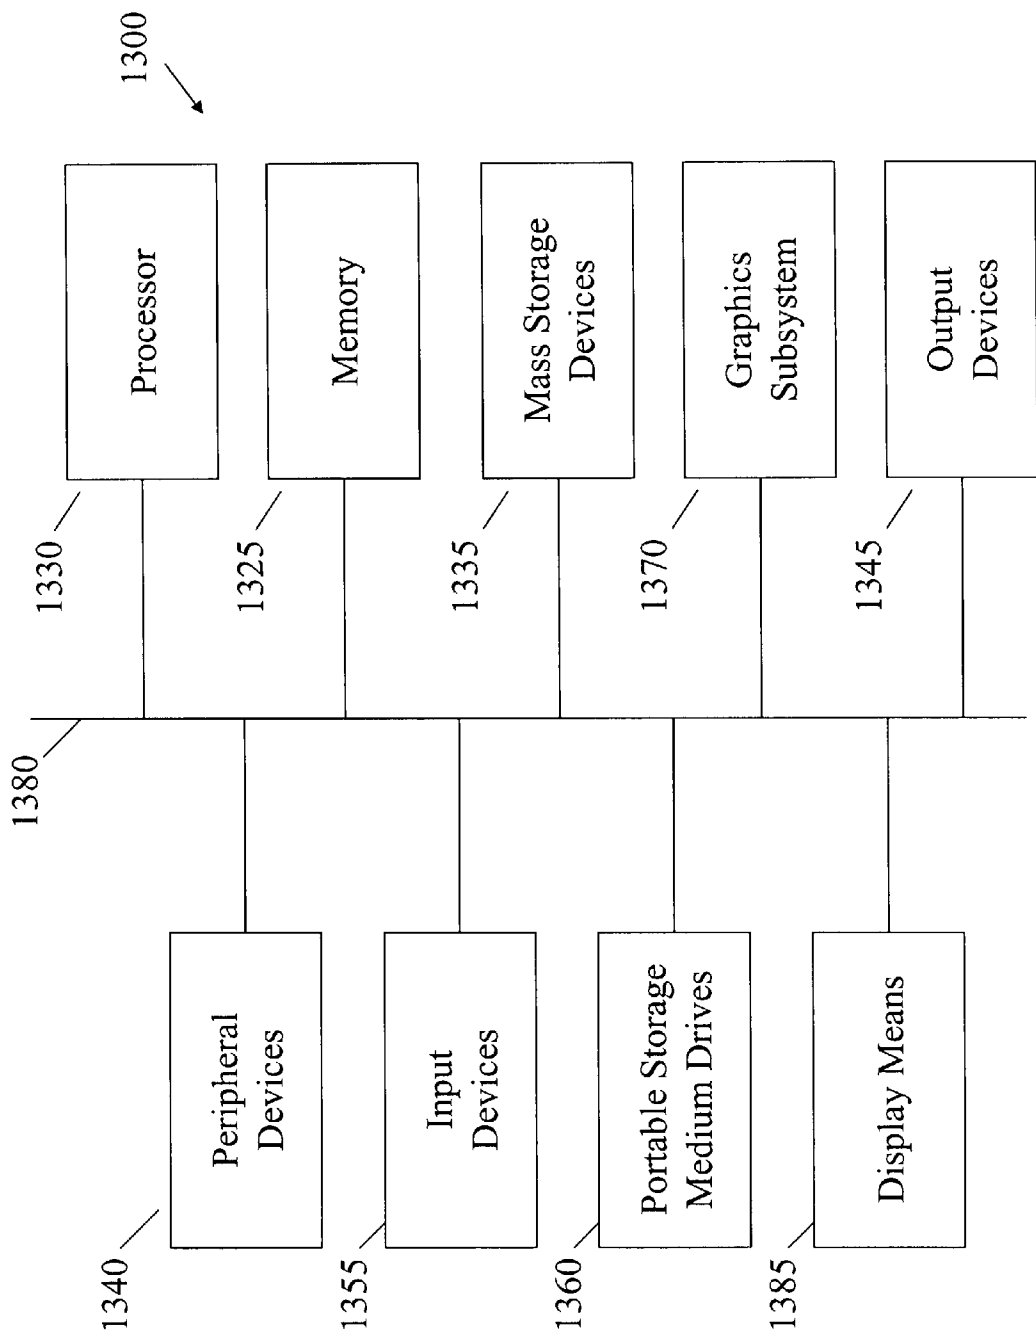 1300
1380
1330
Processor
1325
Memory
1335
Mass Storage
Devices
1370
Graphics
Subsystem
1345
Output
Devices
1340
Peripheral
Devices
1355
Input
Devices
1360
Portable Storage
Medium Drives
1385
Display Means